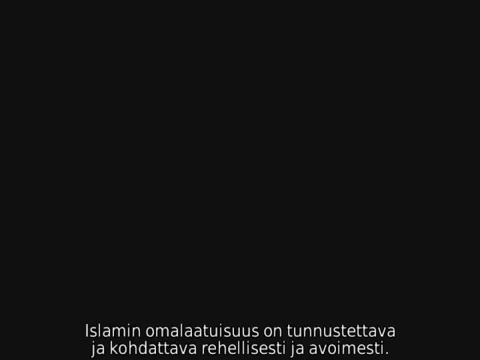 Islamin omalaatuisuus on tunnustettava
ja kohdattava rehellisesti ja avoimesti.